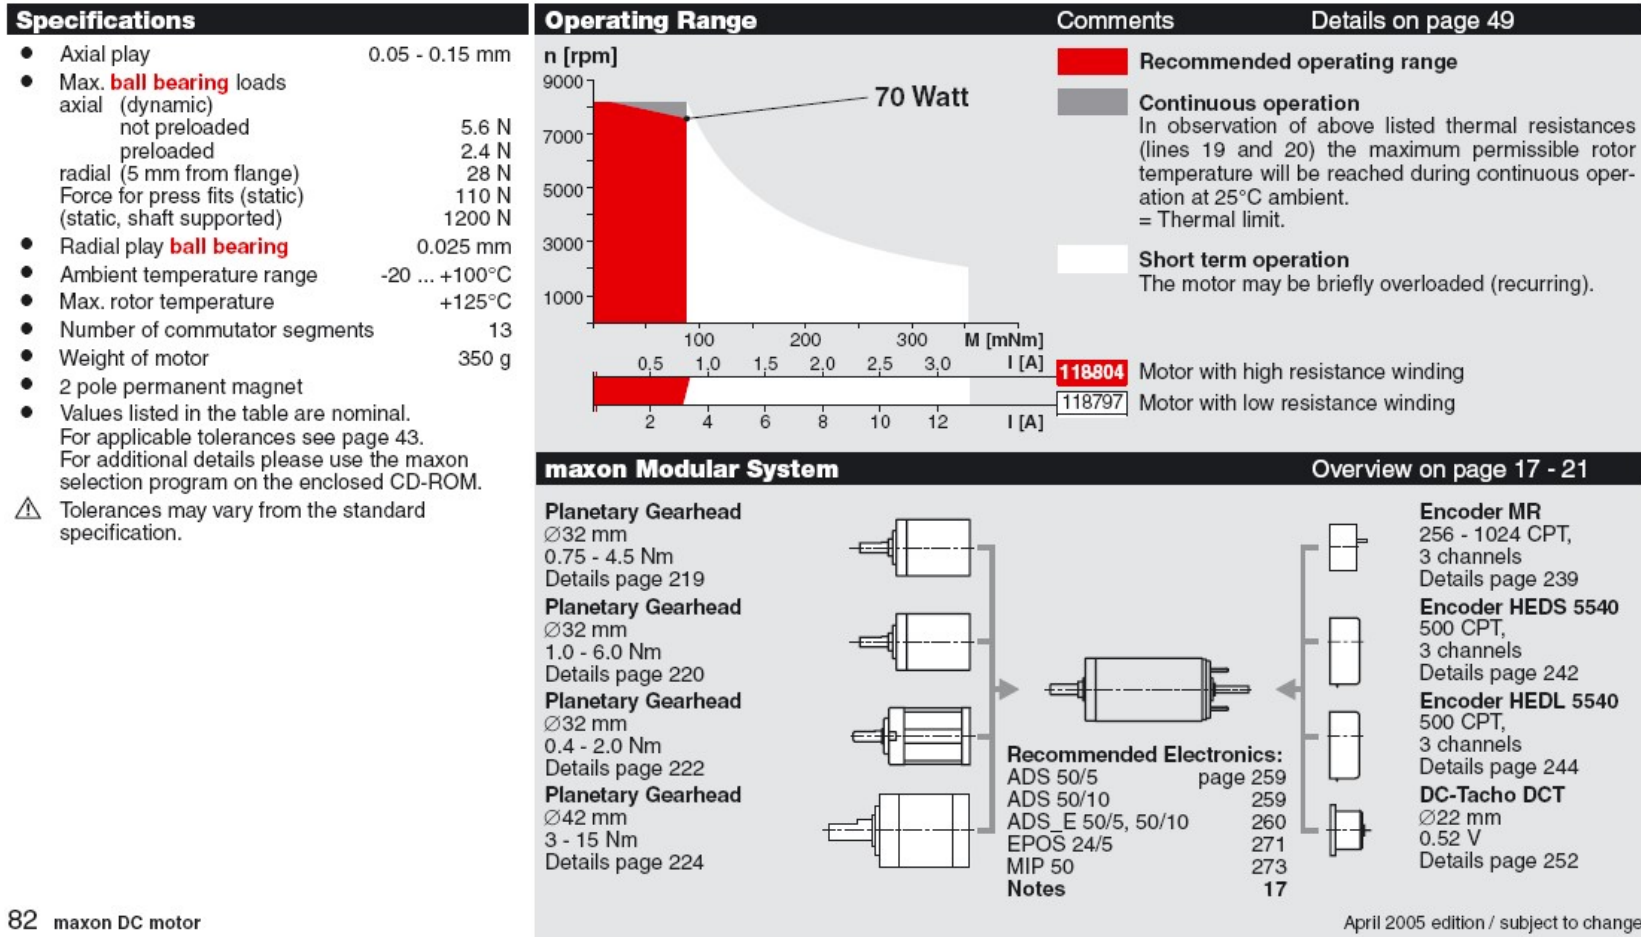 Specifications
● Axial play 0.05 - 0.15 mm
● Max. ball bearing loads
axial (dynamic)
not preloaded 5.6 N
preloaded 2.4 N
radial (5 mm from flange) 28 N
Force for press fits (static) 110 N
(static, shaft supported) 1200 N
● Radial play ball bearing 0.025 mm
● Ambient temperature range -20 ... +100°C
● Max. rotor temperature +125°C
● Number of commutator segments 13
● Weight of motor 350 g
● 2 pole permanent magnet
● Values listed in the table are nominal.
For applicable tolerances see page 43.
For additional details please use the maxon
selection program on the enclosed CD-ROM.
⚠ Tolerances may vary from the standard
specification.
Operating Range Comments Details on page 49
n [rpm]
9000
7000
5000
3000
1000
70 Watt
100 200 300 M [mNm]
0.5 1.0 1.5 2.0 2.5 3.0 I [A]
2 4 6 8 10 12 I [A]
Recommended operating range
Continuous operation
In observation of above listed thermal resistances
(lines 19 and 20) the maximum permissible rotor
temperature will be reached during continuous oper-
ation at 25°C ambient.
= Thermal limit.
Short term operation
The motor may be briefly overloaded (recurring).
118804 Motor with high resistance winding
118797 Motor with low resistance winding
maxon Modular System Overview on page 17 - 21
Planetary Gearhead
∅32 mm
0.75 - 4.5 Nm
Details page 219
Planetary Gearhead
∅32 mm
1.0 - 6.0 Nm
Details page 220
Planetary Gearhead
∅32 mm
0.4 - 2.0 Nm
Details page 222
Planetary Gearhead
∅42 mm
3 - 15 Nm
Details page 224
Recommended Electronics:
ADS 50/5 page 259
ADS 50/10 259
ADS_E 50/5, 50/10 260
EPOS 24/5 271
MIP 50 273
Notes 17
Encoder MR
256 - 1024 CPT,
3 channels
Details page 239
Encoder HEDS 5540
500 CPT,
3 channels
Details page 242
Encoder HEDL 5540
500 CPT,
3 channels
Details page 244
DC-Tacho DCT
∅22 mm
0.52 V
Details page 252
82 maxon DC motor
April 2005 edition / subject to change